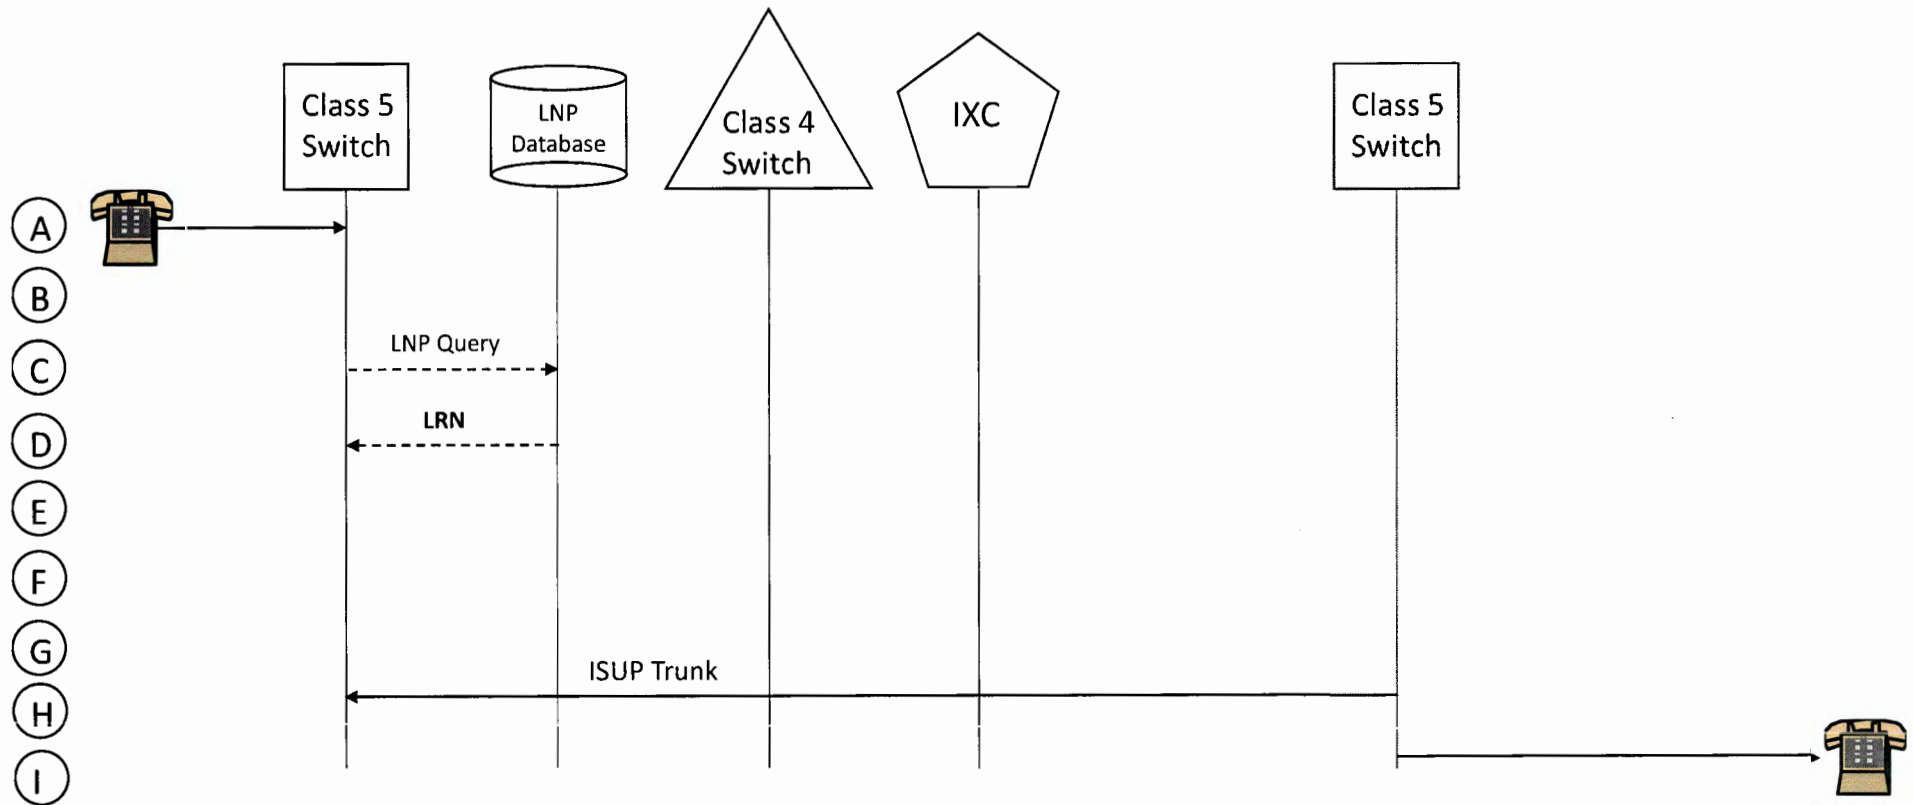 Class 5
Switch
LNP
Database
Class 4
Switch
IXC
Class 5
Switch
A
B
LNP Query
C
LRN
D
E
F
G
ISUP Trunk
H
I